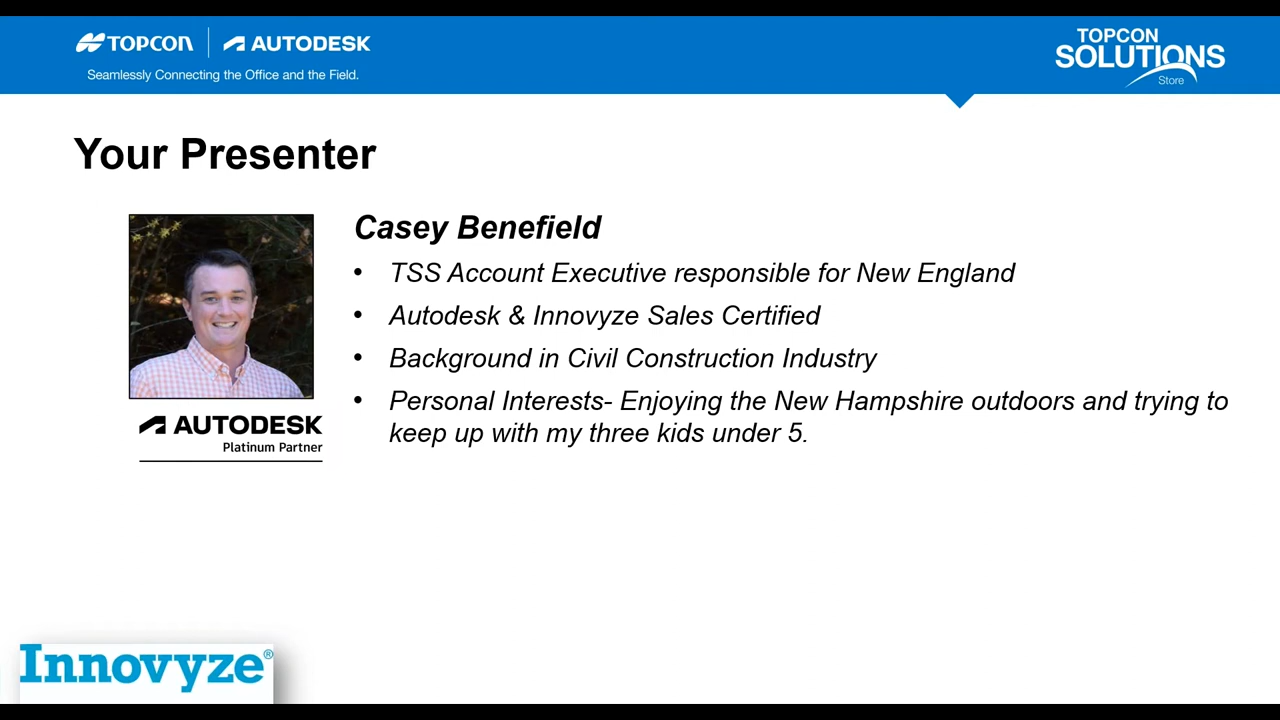 TOPCON AUTODESK
Seamlessly Connecting the Office and the Field.
TOPCON
SOLUTIONS
Store
Your Presenter
Casey Benefield
• TSS Account Executive responsible for New England
• Autodesk & Innovyze Sales Certified
• Background in Civil Construction Industry
• Personal Interests- Enjoying the New Hampshire outdoors and trying to
keep up with my three kids under 5.
AUTODESK
Platinum Partner
Innovyze®